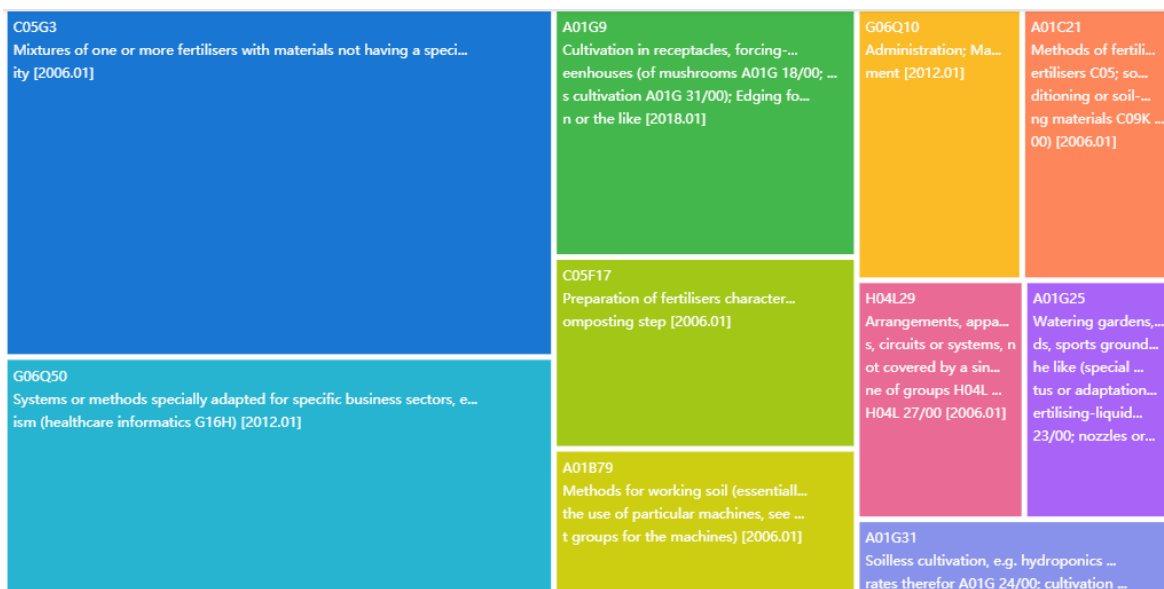 C05G3
Mixtures of one or more fertilisers with materials not having a speci...
ity [2006.01]
G06Q50
Systems or methods specially adapted for specific business sectors, e...
ism (healthcare informatics G16H) [2012.01]
A01G9
Cultivation in receptacles, forcing-...
eenhouses (of mushrooms A01G 18/00; ...
s cultivation A01G 31/00); Edging fo...
n or the like [2018.01]
C05F17
Preparation of fertilisers character...
omposting step [2006.01]
A01B79
Methods for working soil (essentiall...
the use of particular machines, see ...
t groups for the machines) [2006.01]
G06Q10
Administration; Ma...
ment [2012.01]
A01C21
Methods of fertili...
ertilisers C05; so...
ditioning or soil-...
ng materials C09K ...
00) [2006.01]
H04L29
Arrangements, appa...
s, circuits or systems, n
ot covered by a sin...
ne of groups H04L ...
H04L 27/00 [2006.01]
A01G25
Watering gardens,...
ds, sports ground...
he like (special ...
tus or adaptation...
ertilising-liquid...
23/00; nozzles or...
A01G31
Soilless cultivation, e.g. hydroponics ...
rates therefor A01G 24/00; cultivation ...